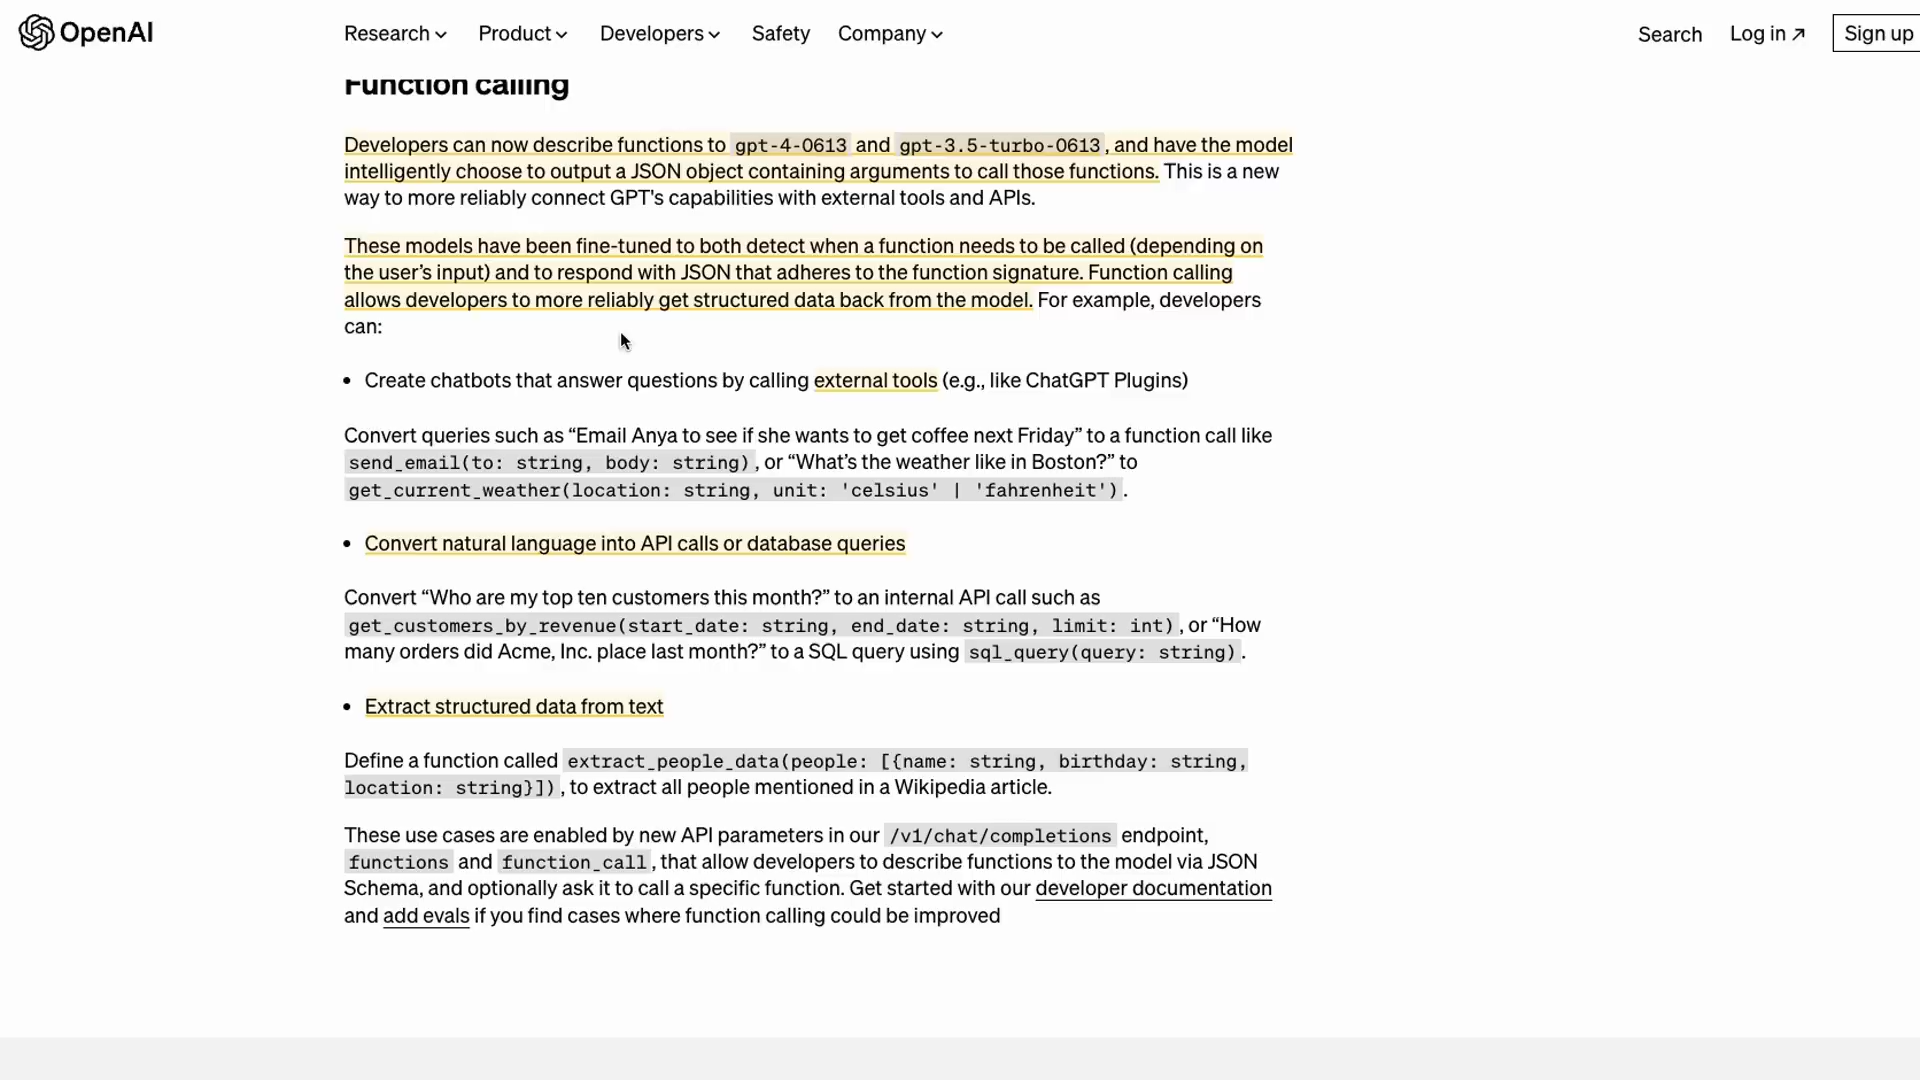 OpenAI
Research Product Developers Safety Company Search Log in ↗ Sign up
Function calling
Developers can now describe functions to gpt-4-0613 and gpt-3.5-turbo-0613, and have the model
intelligently choose to output a JSON object containing arguments to call those functions. This is a new
way to more reliably connect GPT's capabilities with external tools and APIs.
These models have been fine-tuned to both detect when a function needs to be called (depending on
the user’s input) and to respond with JSON that adheres to the function signature. Function calling
allows developers to more reliably get structured data back from the model. For example, developers
can:
• Create chatbots that answer questions by calling external tools (e.g., like ChatGPT Plugins)
Convert queries such as “Email Anya to see if she wants to get coffee next Friday” to a function call like
send_email(to: string, body: string), or “What’s the weather like in Boston?” to
get_current_weather(location: string, unit: 'celsius' | 'fahrenheit').
• Convert natural language into API calls or database queries
Convert “Who are my top ten customers this month?” to an internal API call such as
get_customers_by_revenue(start_date: string, end_date: string, limit: int), or “How
many orders did Acme, Inc. place last month?” to a SQL query using sql_query(query: string).
• Extract structured data from text
Define a function called extract_people_data(people: [{name: string, birthday: string,
location: string}]), to extract all people mentioned in a Wikipedia article.
These use cases are enabled by new API parameters in our /v1/chat/completions endpoint,
functions and function_call, that allow developers to describe functions to the model via JSON
Schema, and optionally ask it to call a specific function. Get started with our developer documentation
and add evals if you find cases where function calling could be improved